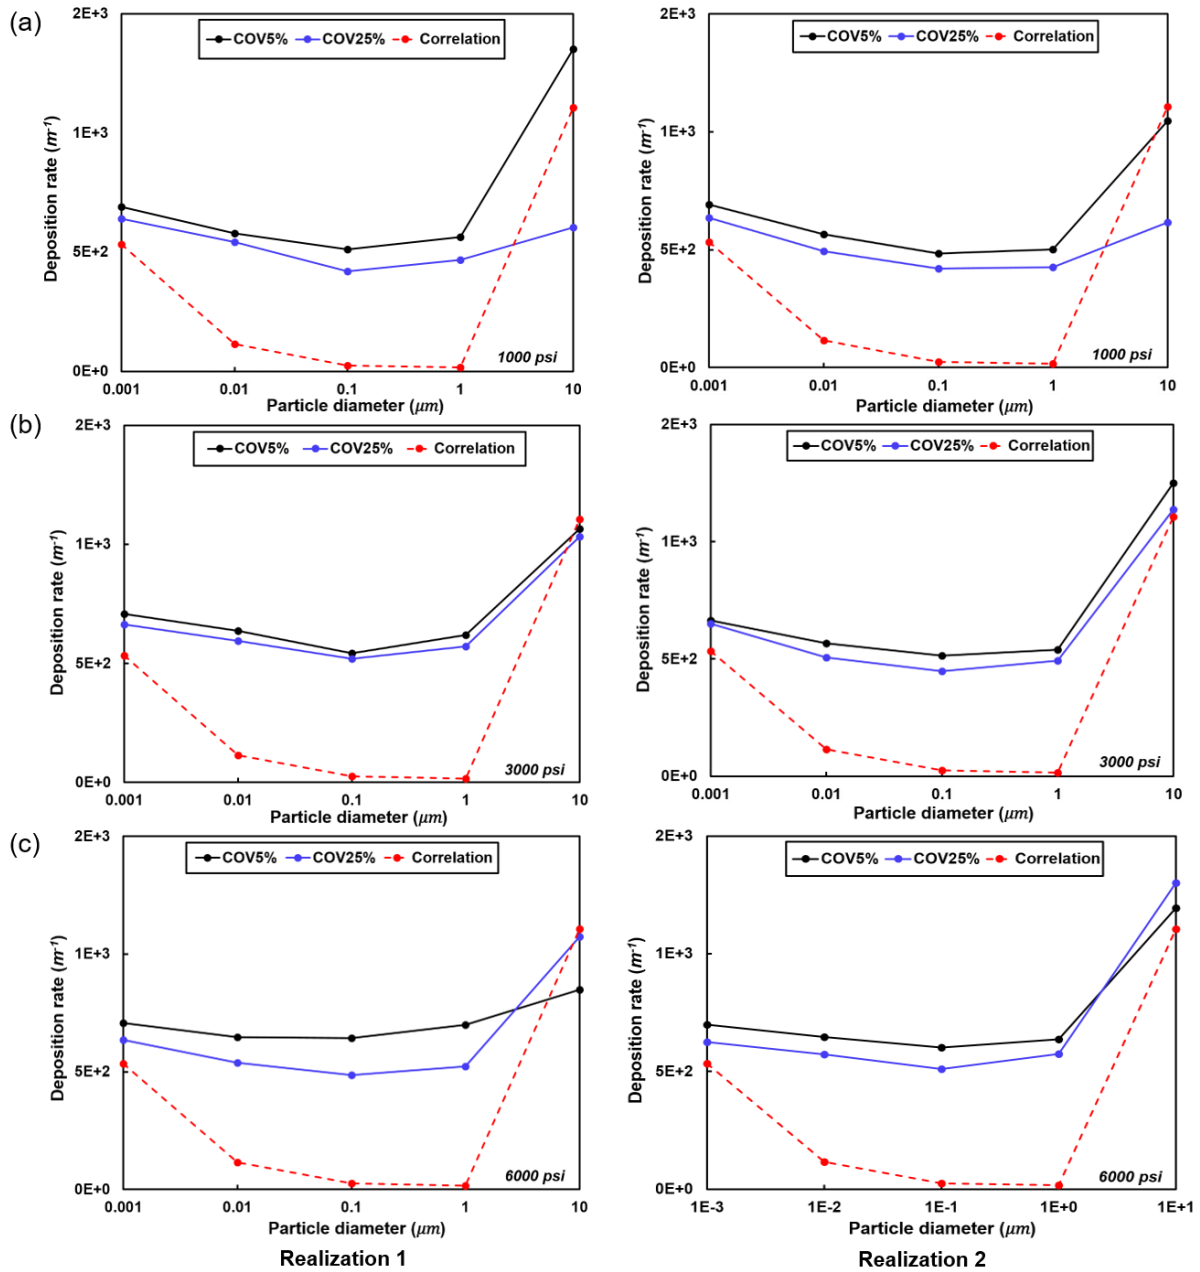 (a)
2E+3
1E+3
5E+2
0E+0
Deposition rate (m⁻¹)
COV5% COV25% Correlation
1000 psi
0.001 0.01 0.1 1 10
Particle diameter (μm)
2E+3
1E+3
5E+2
0E+0
Deposition rate (m⁻¹)
COV5% COV25% Correlation
1000 psi
0.001 0.01 0.1 1 10
Particle diameter (μm)
(b)
2E+3
1E+3
5E+2
0E+0
Deposition rate (m⁻¹)
COV5% COV25% Correlation
3000 psi
0.001 0.01 0.1 1 10
Particle diameter (μm)
2E+3
1E+3
5E+2
0E+0
Deposition rate (m⁻¹)
COV5% COV25% Correlation
3000 psi
0.001 0.01 0.1 1 10
Particle diameter (μm)
(c)
2E+3
1E+3
5E+2
0E+0
Deposition rate (m⁻¹)
COV5% COV25% Correlation
6000 psi
0.001 0.01 0.1 1 10
Particle diameter (μm)
Realization 1
2E+3
1E+3
5E+2
0E+0
Deposition rate (m⁻¹)
COV5% COV25% Correlation
6000 psi
1E-3 1E-2 1E-1 1E+0 1E+1
Particle diameter (μm)
Realization 2